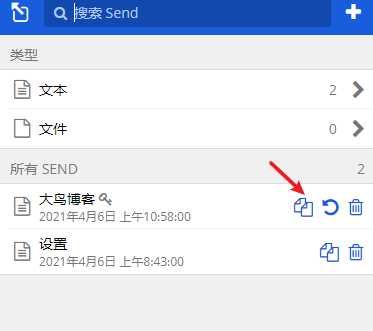 搜索 Send
类型
文本 2
文件 0
所有 SEND 2
大鸟博客
2021年4月6日 上午10:58:00
设置
2021年4月6日 上午8:43:00